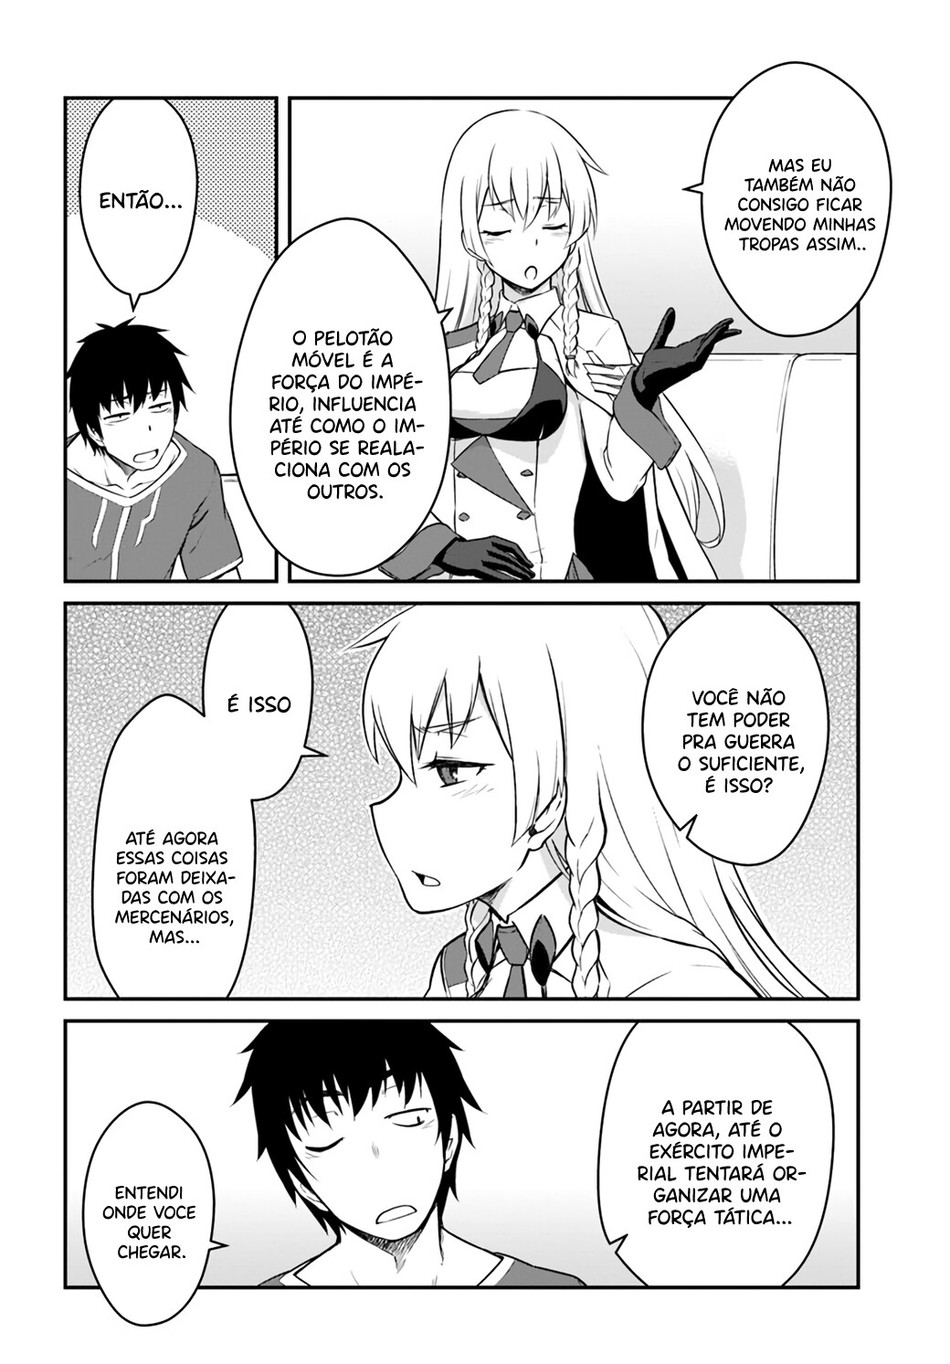 MAS EU
TAMBÉM NÃO
CONSIGO FICAR
MOVENDO MINHAS
TROPAS ASSIM..
O PELOTÃO
MÓVEL É A
FORÇA DO IMPÉ-
RIO, INFLUENCIA
ATÉ COMO O IM-
PÉRIO SE REALA-
CIONA COM OS
OUTROS.
ENTÃO...
VOCÊ NÃO
TEM PODER
PRA GUERRA
O SUFICIENTE,
É ISSO?
É ISSO
ATÉ AGORA
ESSAS COISAS
FORAM DEIXA-
DAS COM OS
MERCENÁRIOS,
MAS...
A PARTIR DE
AGORA, ATÉ O
EXÉRCITO IMPE-
RIAL TENTARÁ OR-
GANIZAR UMA
FORÇA TÁTICA...
ENTENDI
ONDE VOCE
QUER
CHEGAR.